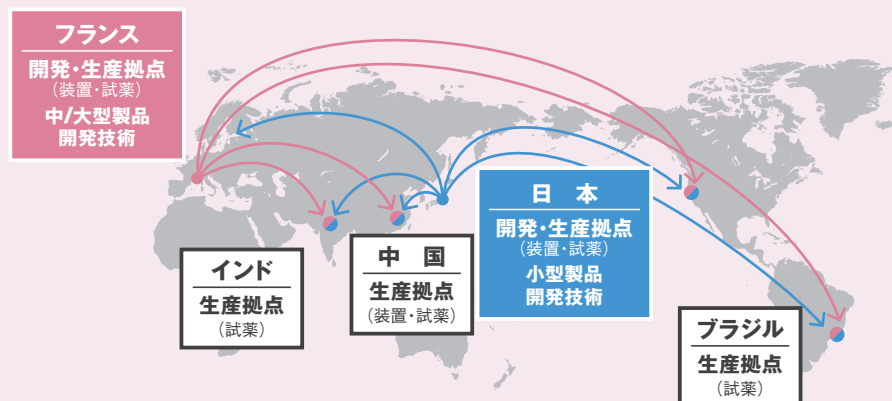 フランス
開発・生産拠点
（装置・試薬）
中/大型製品
開発技術
日　本
開発・生産拠点
（装置・試薬）
小型製品
開発技術
インド
生産拠点
（試薬）
中　国
生産拠点
（装置・試薬）
ブラジル
生産拠点
（試薬）